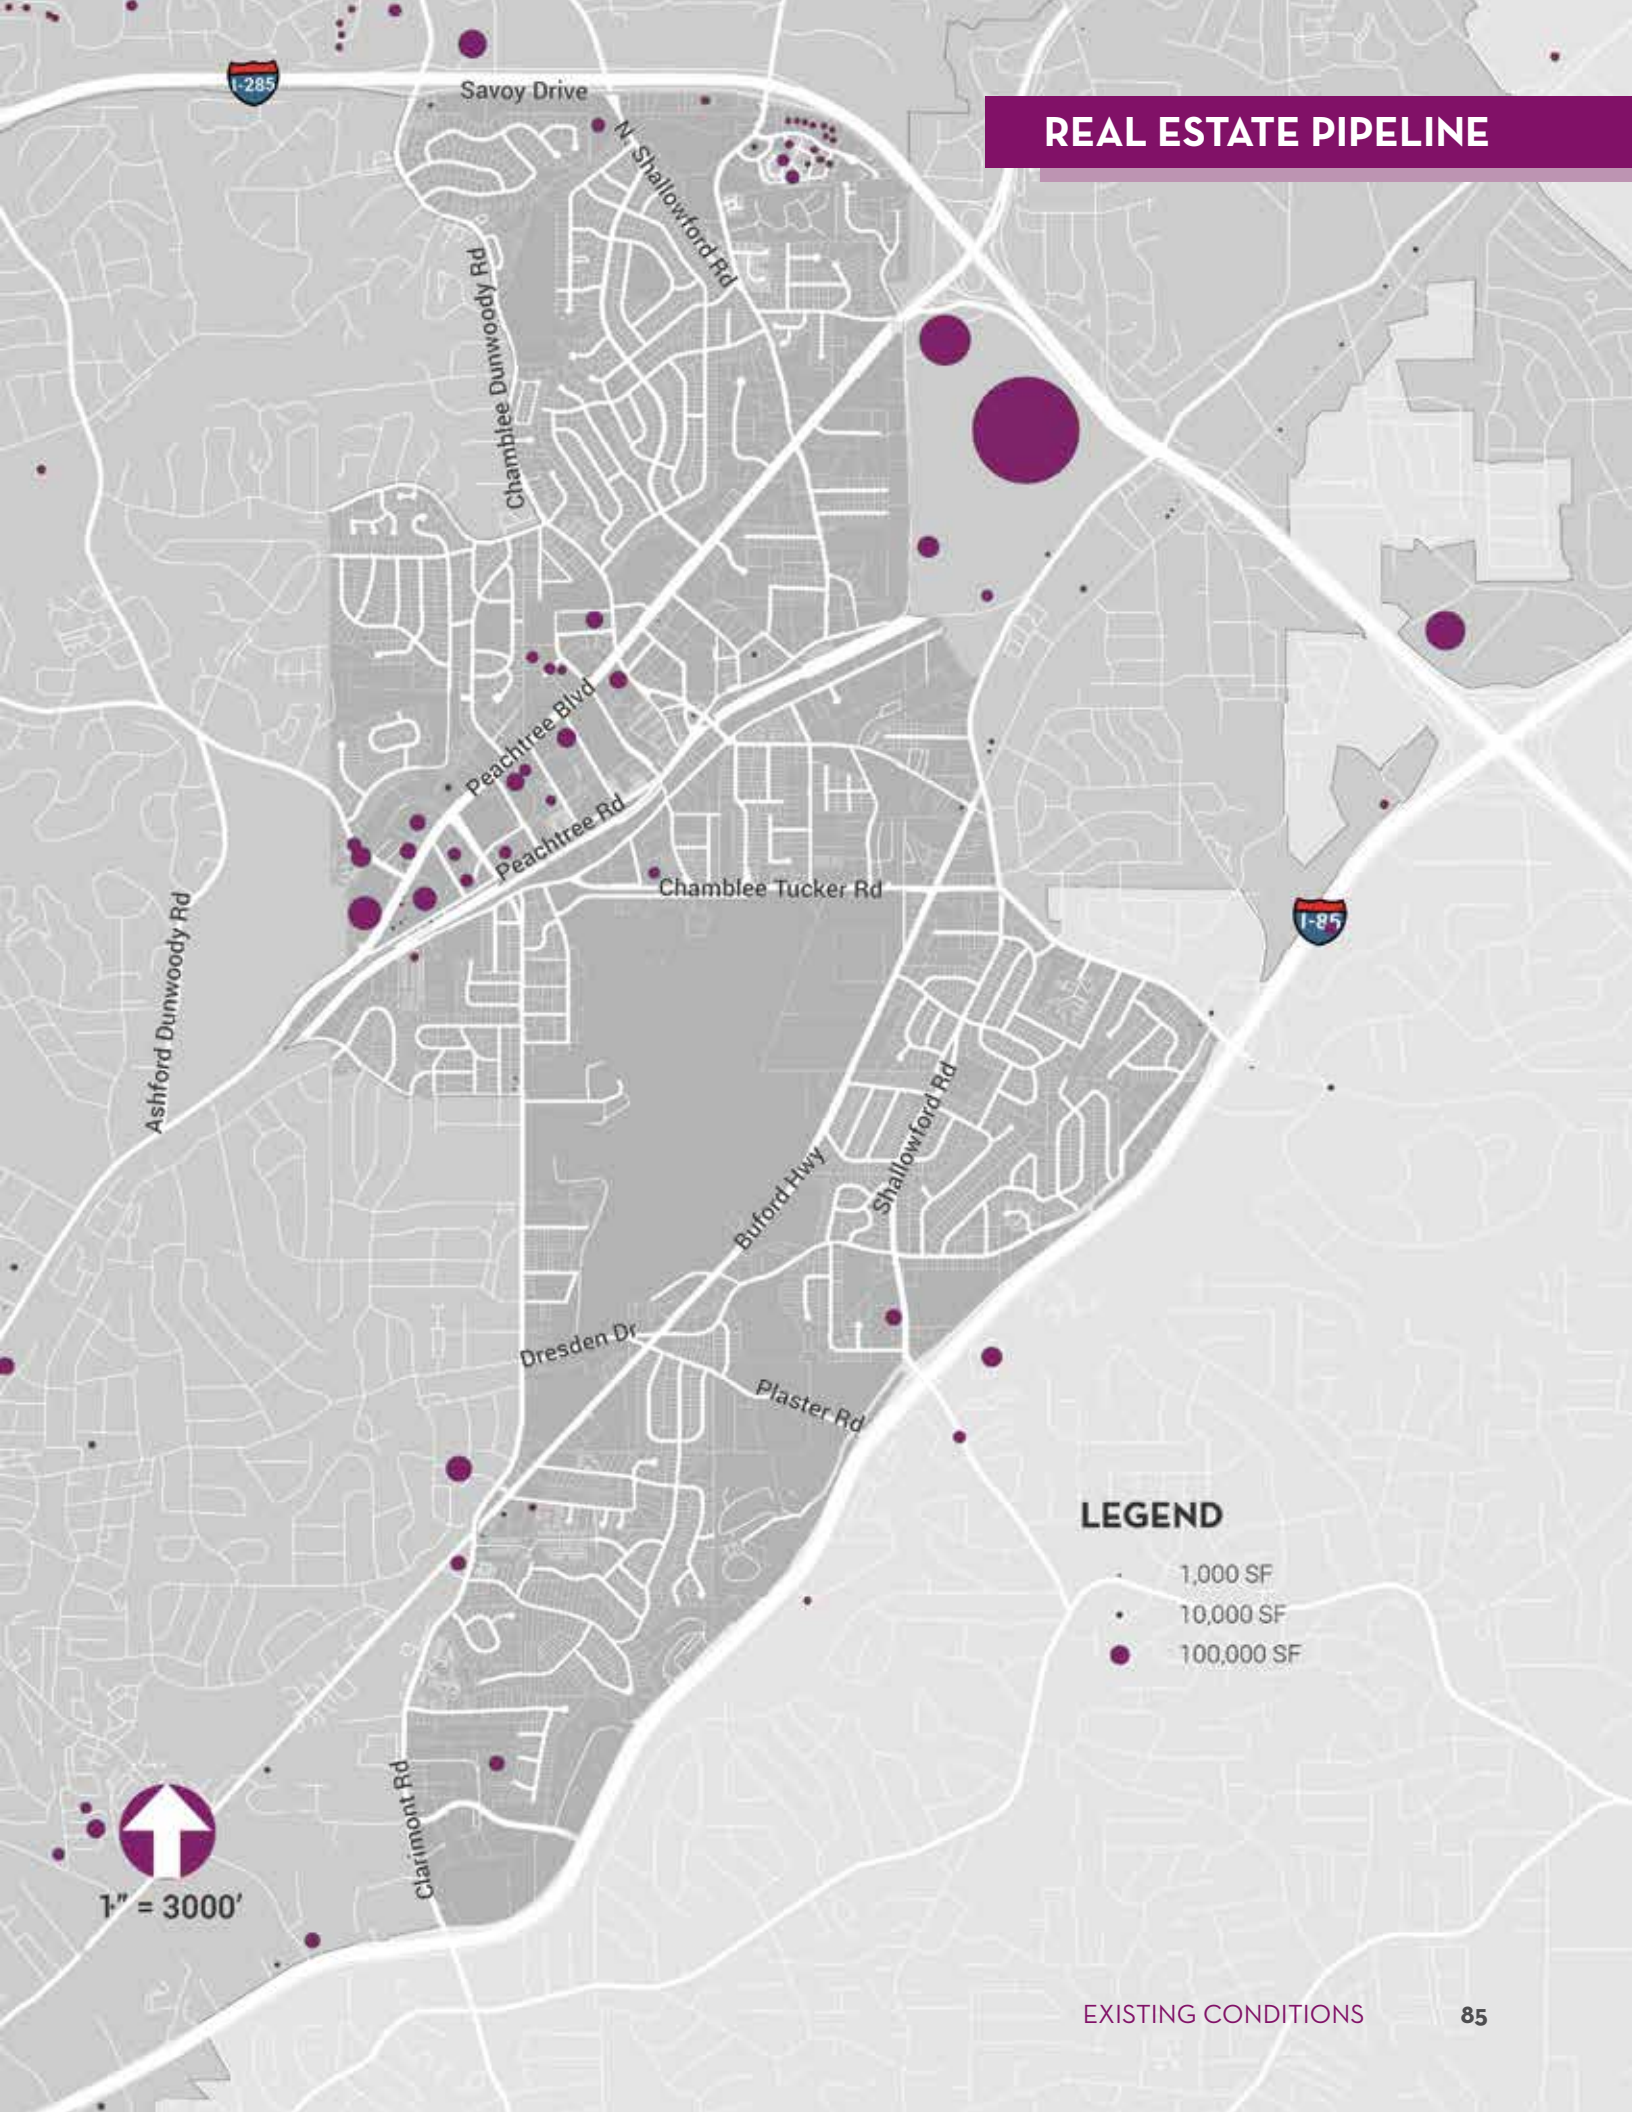 I-285
Savoy Drive
REAL ESTATE PIPELINE
N. Shallowford Rd
Chamblee Dunwoody Rd
Peachtree Blvd
Peachtree Rd
Chamblee Tucker Rd
I-85
Ashford Dunwoody Rd
Shallowford Rd
Buford Hwy
Dresden Dr
Plaster Rd
LEGEND
1,000 SF
10,000 SF
100,000 SF
Clarimont Rd
1" = 3000'
EXISTING CONDITIONS 85